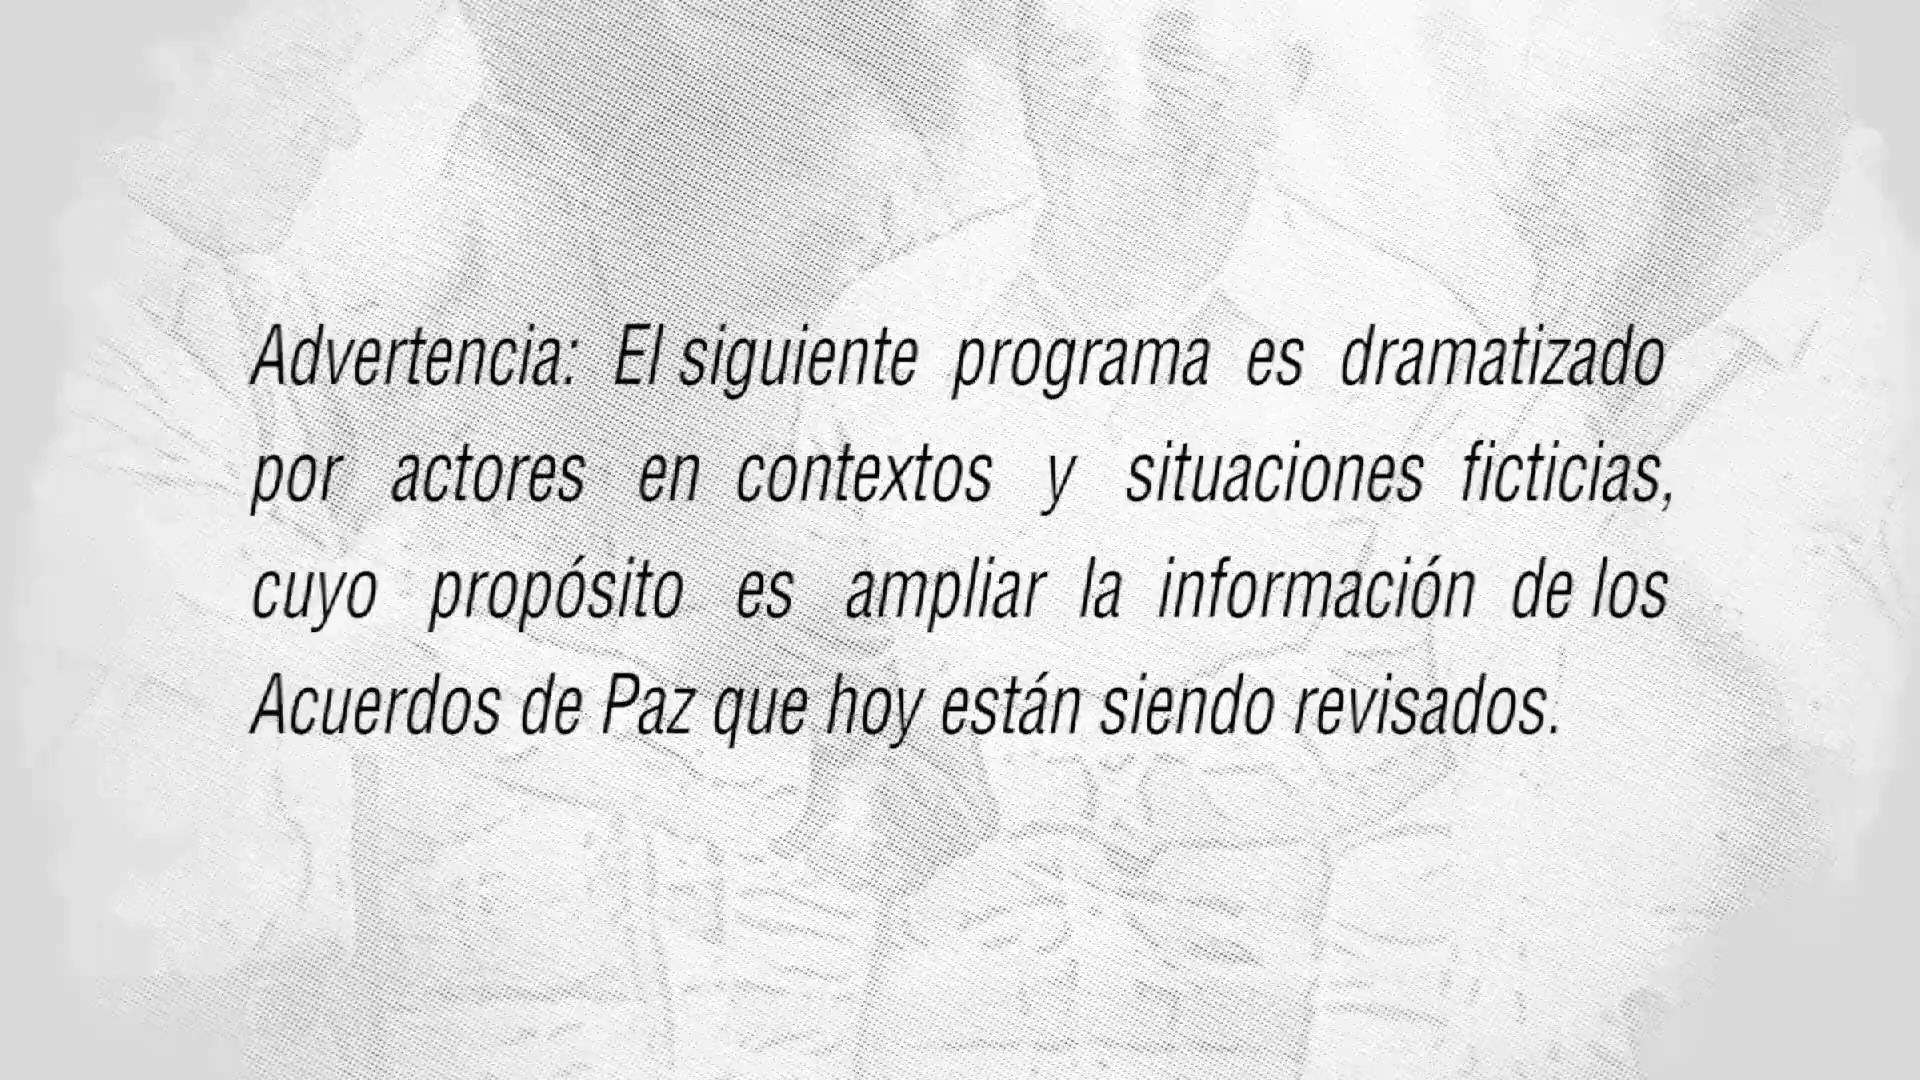 Advertencia: El siguiente programa es dramatizado
por actores en contextos y situaciones ficticias,
cuyo propósito es ampliar la información de los
Acuerdos de Paz que hoy están siendo revisados.